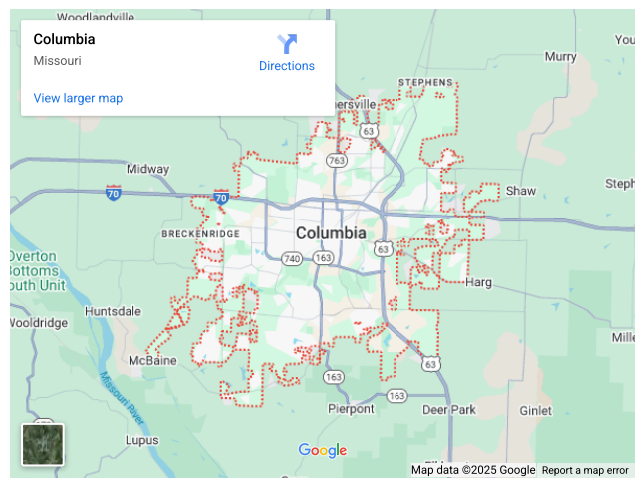 Woodlandville
Columbia
Missouri
Directions
View larger map
Murry
STEPHENS
63
763
Midway
70
70
Shaw
BRECKENRIDGE
Columbia
Overton
Bottoms
South Unit
740
163
63
Harg
Huntsdale
Wooldridge
McBaine
63
Missouri River
163
163
Pierpont
Deer Park
Ginlet
Lupus
Google
Map data ©2025 Google
Report a map error